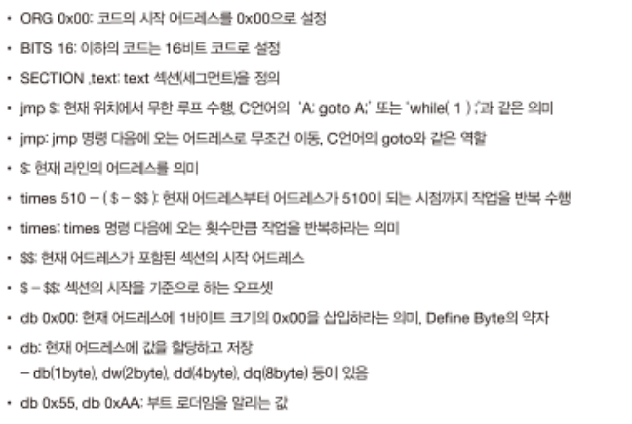 • ORG 0x00: 코드의 시작 어드레스를 0x00으로 설정
• BITS 16: 이하의 코드는 16비트 코드로 설정
• SECTION .text: text 섹션(세그먼트)을 정의
• jmp $: 현재 위치에서 무한 루프 수행, C언어의 'A: goto A;' 또는 'while( 1 ) ;'과 같은 의미
• jmp: jmp 명령 다음에 오는 어드레스로 무조건 이동, C언어의 goto와 같은 역할
• $: 현재 라인의 어드레스를 의미
• times 510 - ( $ - $$ ): 현재 어드레스부터 어드레스가 510이 되는 시점까지 작업을 반복 수행
• times: times 명령 다음에 오는 횟수만큼 작업을 반복하라는 의미
• $$: 현재 어드레스가 포함된 섹션의 시작 어드레스
• $ - $$: 섹션의 시작을 기준으로 하는 오프셋
• db 0x00: 현재 어드레스에 1바이트 크기의 0x00을 삽입하라는 의미, Define Byte의 약자
• db: 현재 어드레스에 값을 할당하고 저장
- db(1byte), dw(2byte), dd(4byte), dq(8byte) 등이 있음
• db 0x55, db 0xAA: 부트 로더임을 알리는 값